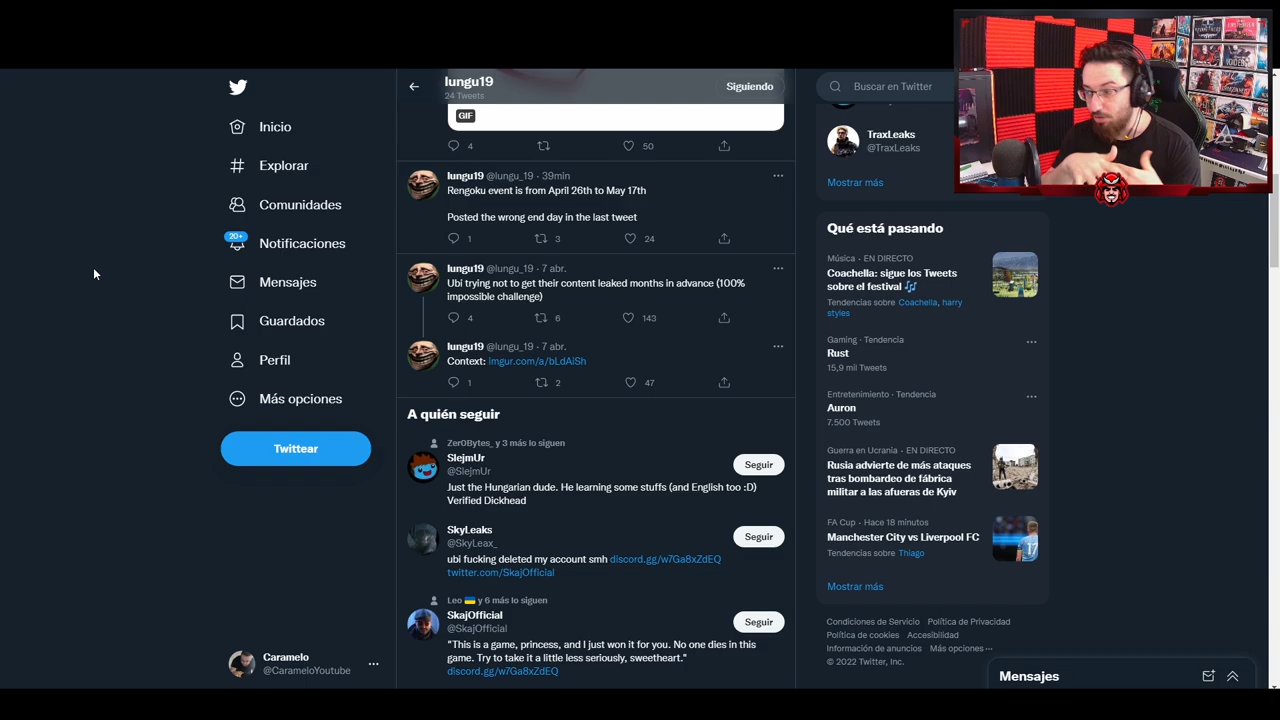 Inicio
Explorar
Comunidades
20+
Notificaciones
Mensajes
Guardados
Perfil
Más opciones
Twittear
Caramelo
@CarameloYoutube
lungu19
24 Tweets
Siguiendo
GIF
4
50
lungu19 @lungu_19 · 39min
Rengoku event is from April 26th to May 17th
Posted the wrong end day in the last tweet
1 3 24
lungu19 @lungu_19 · 7 abr.
Ubi trying not to get their content leaked months in advance (100%
impossible challenge)
4 6 143
lungu19 @lungu_19 · 7 abr.
Context: imgur.com/a/bLdAlSh
1 2 47
A quién seguir
Zer0Bytes_ y 3 más lo siguen
SlejmUr
@SlejmUr
Seguir
Just the Hungarian dude. He learning some stuffs (and English too :D)
Verified Dickhead
SkyLeaks
@SkyLeax_
Seguir
ubi fucking deleted my account smh discord.gg/w7Ga8xZdEQ
twitter.com/SkajOfficial
Leo 🇺🇦 y 6 más lo siguen
SkajOfficial
@SkajOfficial
Seguir
"This is a game, princess, and I just won it for you. No one dies in this
game. Try to take it a little less seriously, sweetheart."
discord.gg/w7Ga8xZdEQ
Buscar en Twitter
TraxLeaks
@TraxLeaks
Mostrar más
Qué está pasando
Música · EN DIRECTO
Coachella: sigue los Tweets
sobre el festival 🎶
Tendencias sobre Coachella, harry
styles
Gaming · Tendencia
Rust
15,9 mil Tweets
Entretenimiento · Tendencia
Auron
7.500 Tweets
Guerra en Ucrania · EN DIRECTO
Rusia advierte de más ataques
tras bombardeo de fábrica
militar a las afueras de Kyiv
FA Cup · Hace 18 minutos
Manchester City vs Liverpool FC
Tendencias sobre Thiago
17
Mostrar más
Condiciones de Servicio Política de Privacidad
Política de cookies Accesibilidad
Información de anuncios Más opciones ···
© 2022 Twitter, Inc.
Mensajes